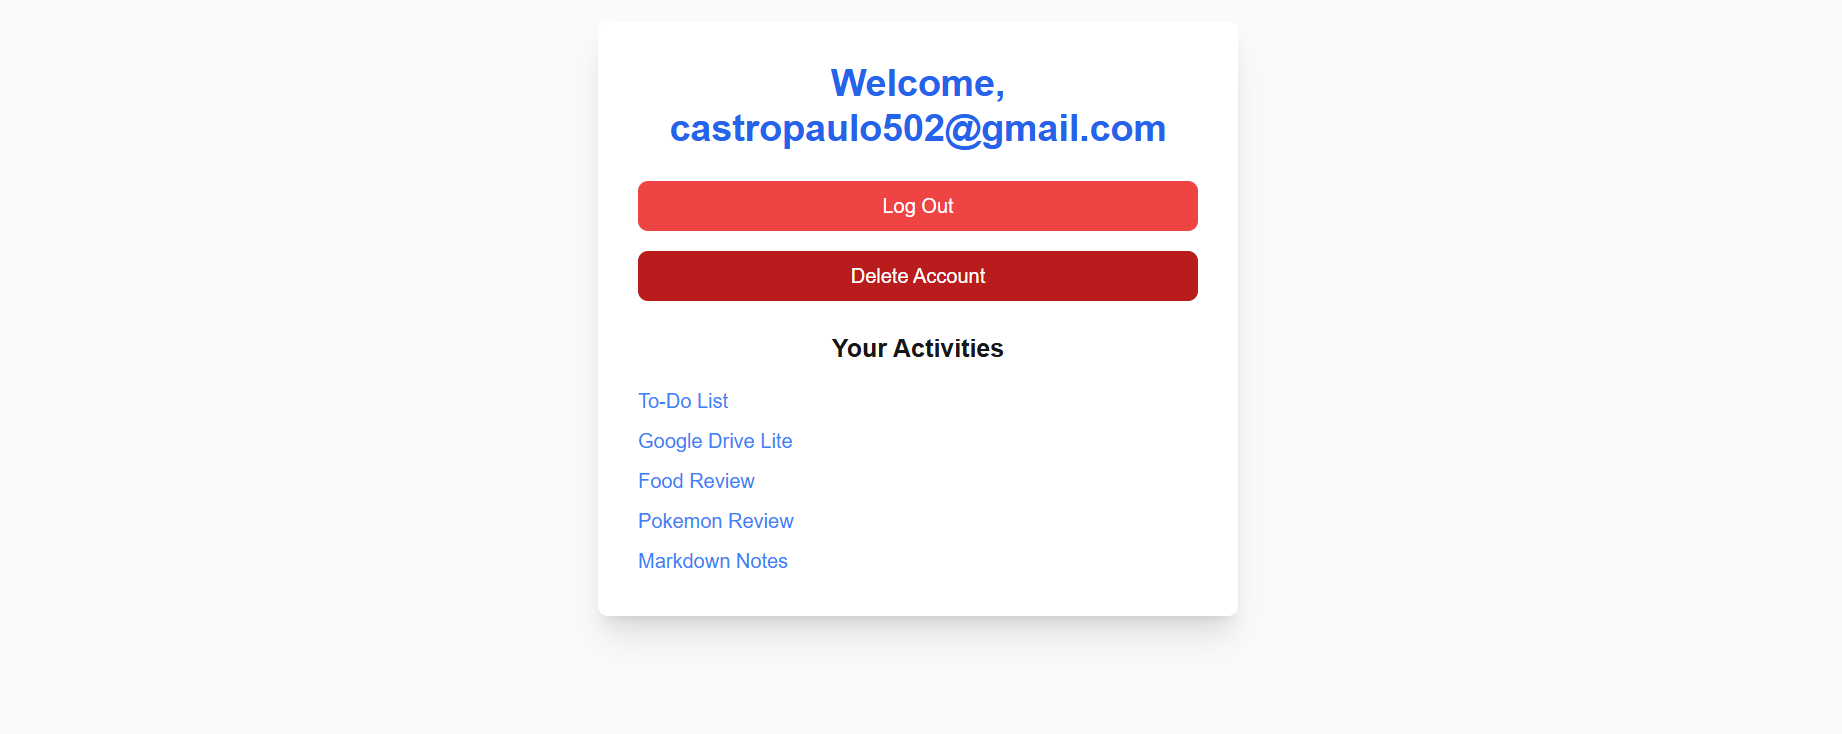 Welcome,
castropaulo502@gmail.com
Log Out
Delete Account
Your Activities
To-Do List
Google Drive Lite
Food Review
Pokemon Review
Markdown Notes